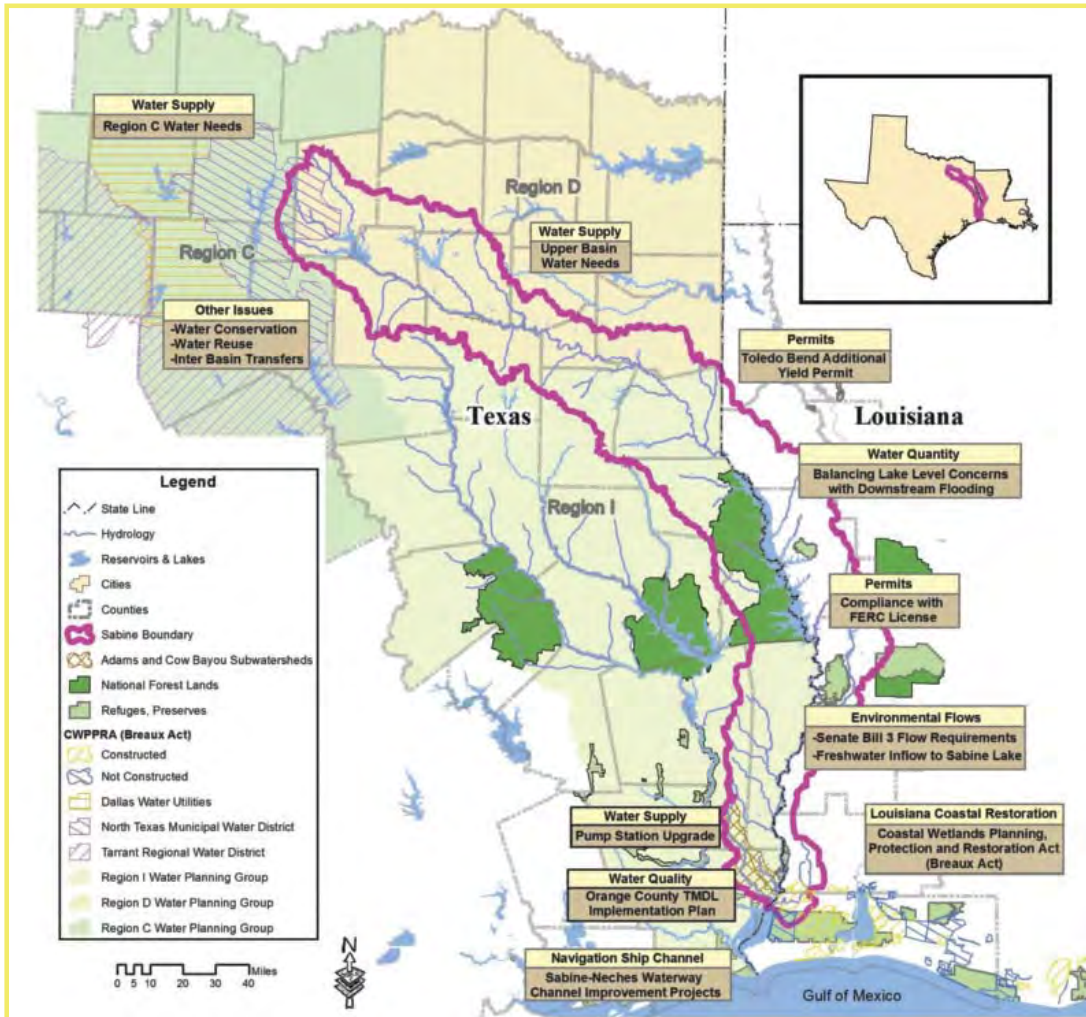 Water Supply
Region C Water Needs
Region D
Water Supply
Upper Basin
Water Needs
Region C
Other Issues
-Water Conservation
-Water Reuse
-Inter Basin Transfers
Permits
Toledo Bend Additional
Yield Permit
Texas
Louisiana
Water Quantity
Balancing Lake Level Concerns
with Downstream Flooding
Region I
Permits
Compliance with
FERC License
Environmental Flows
-Senate Bill 3 Flow Requirements
-Freshwater Inflow to Sabine Lake
Water Supply
Pump Station Upgrade
Louisiana Coastal Restoration
Coastal Wetlands Planning,
Protection and Restoration Act
(Breaux Act)
Water Quality
Orange County TMDL
Implementation Plan
Navigation Ship Channel
Sabine-Neches Waterway
Channel Improvement Projects
Gulf of Mexico
Legend
State Line
Hydrology
Reservoirs & Lakes
Cities
Counties
Sabine Boundary
Adams and Cow Bayou Subwatersheds
National Forest Lands
Refuges, Preserves
CWPPRA (Breaux Act)
Constructed
Not Constructed
Dallas Water Utilities
North Texas Municipal Water District
Tarrant Regional Water District
Region I Water Planning Group
Region D Water Planning Group
Region C Water Planning Group
Miles
0 5 10 20 30 40
N